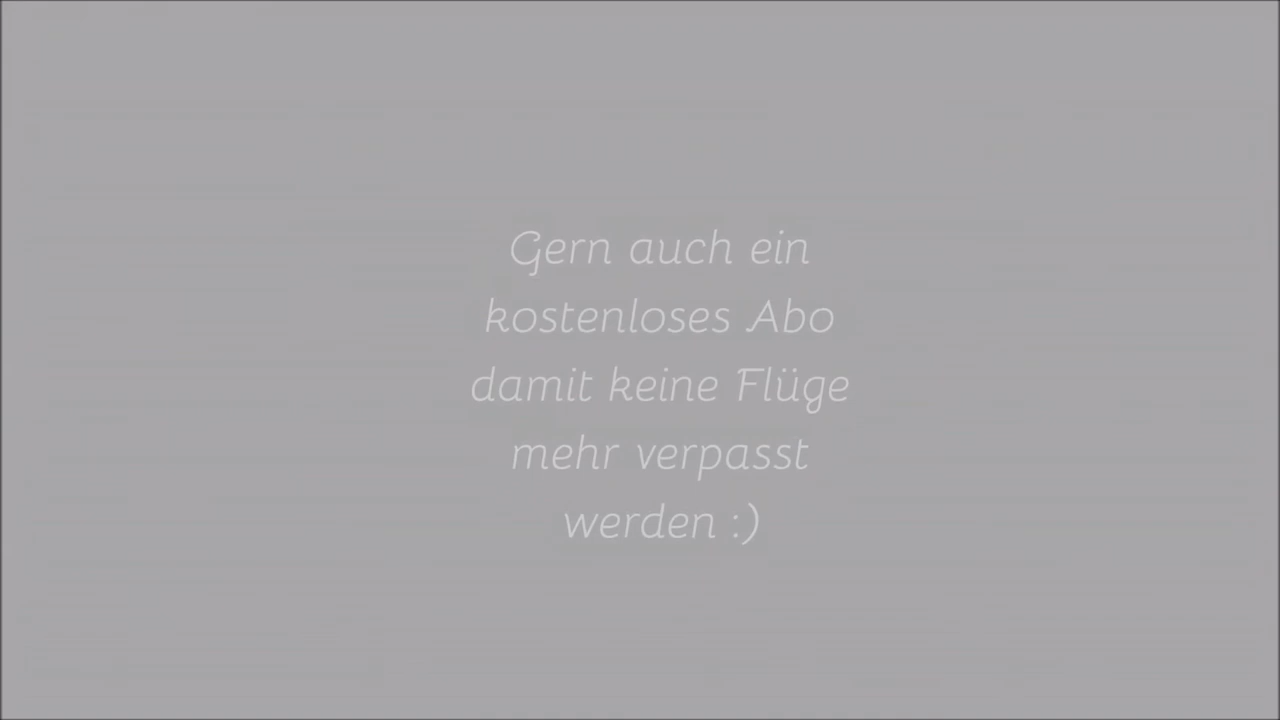 Gern auch ein
kostenloses Abo
damit keine Flüge
mehr verpasst
werden :)